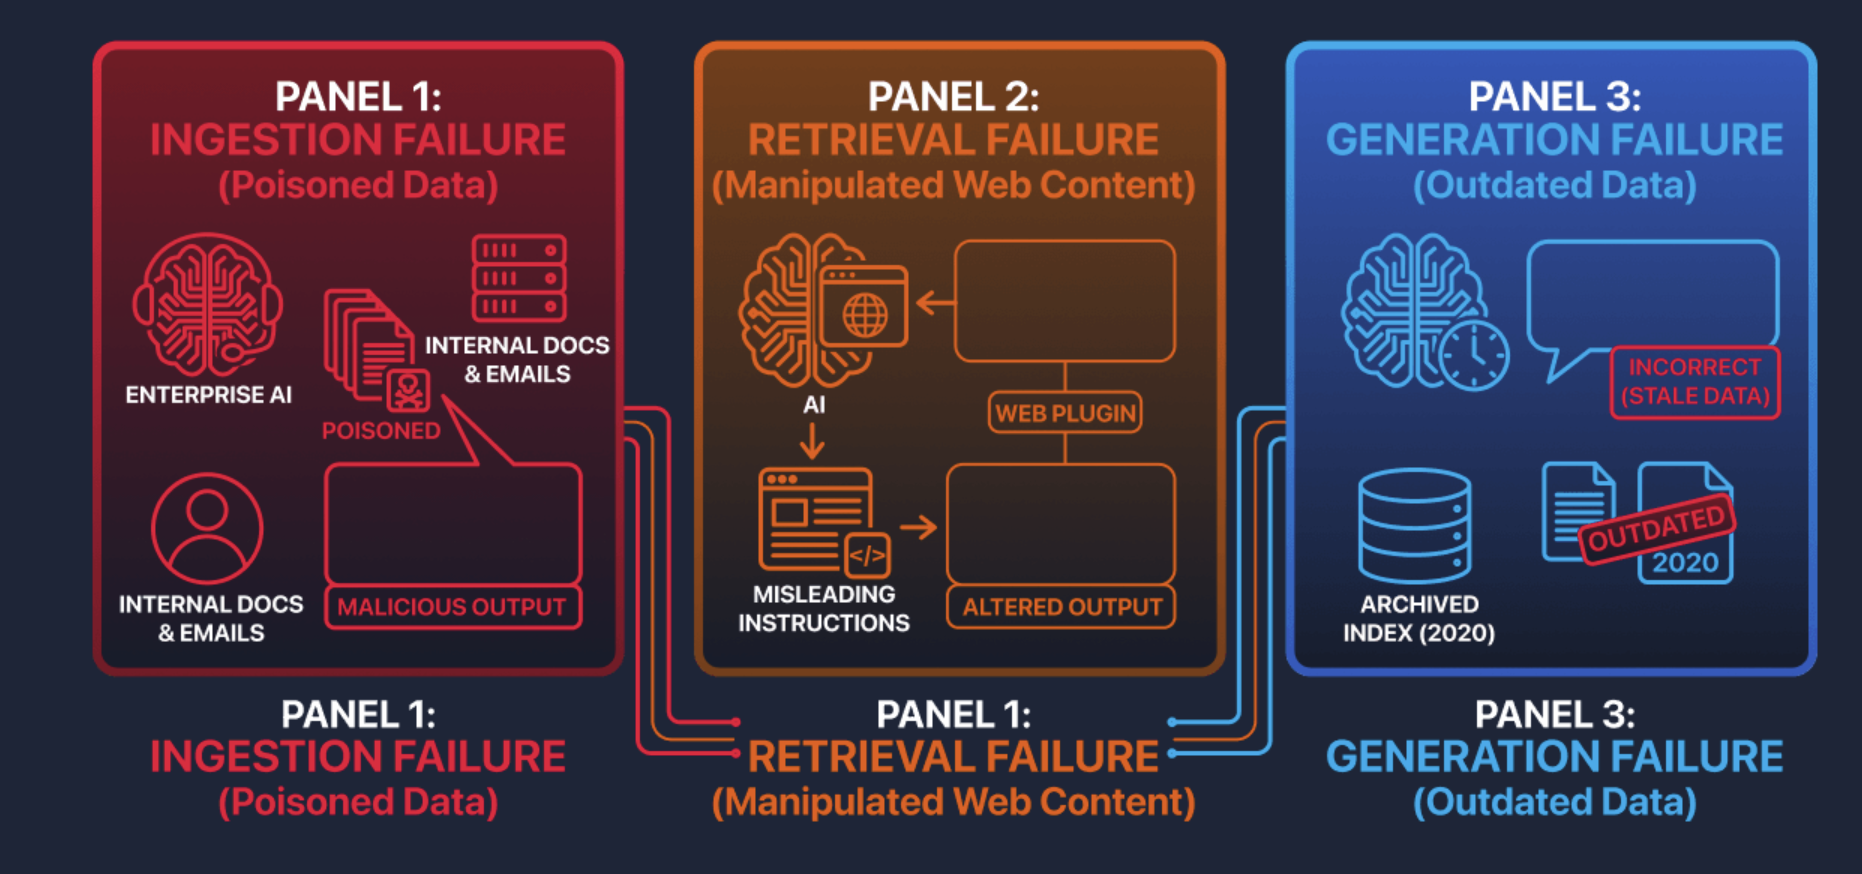 PANEL 1:
INGESTION FAILURE
(Poisoned Data)
ENTERPRISE AI
POISONED
INTERNAL DOCS
& EMAILS
INTERNAL DOCS
& EMAILS
MALICIOUS OUTPUT
PANEL 2:
RETRIEVAL FAILURE
(Manipulated Web Content)
AI
WEB PLUGIN
</>
MISLEADING
INSTRUCTIONS
ALTERED OUTPUT
PANEL 3:
GENERATION FAILURE
(Outdated Data)
INCORRECT
(STALE DATA)
ARCHIVED
INDEX (2020)
OUTDATED
2020
PANEL 1:
INGESTION FAILURE
(Poisoned Data)
PANEL 1:
RETRIEVAL FAILURE
(Manipulated Web Content)
PANEL 3:
GENERATION FAILURE
(Outdated Data)